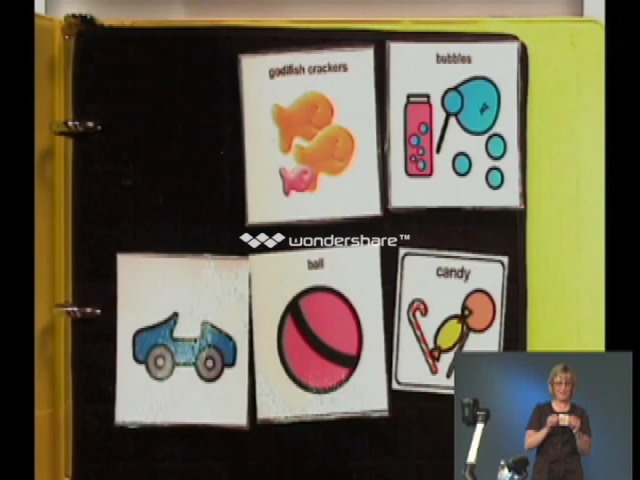 goldfish crackers
bubbles
wondershare™
ball
candy